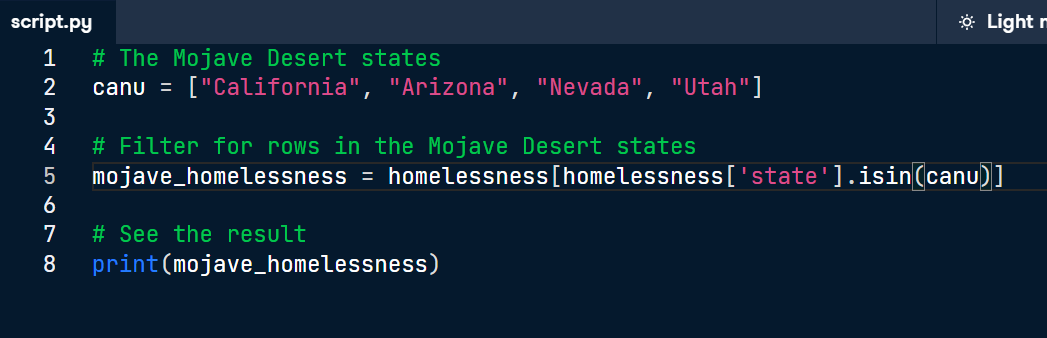 script.py
Light
1 # The Mojave Desert states
2 canu = ["California", "Arizona", "Nevada", "Utah"]
3
4 # Filter for rows in the Mojave Desert states
5 mojave_homelessness = homelessness[homelessness['state'].isin(canu)]
6
7 # See the result
8 print(mojave_homelessness)